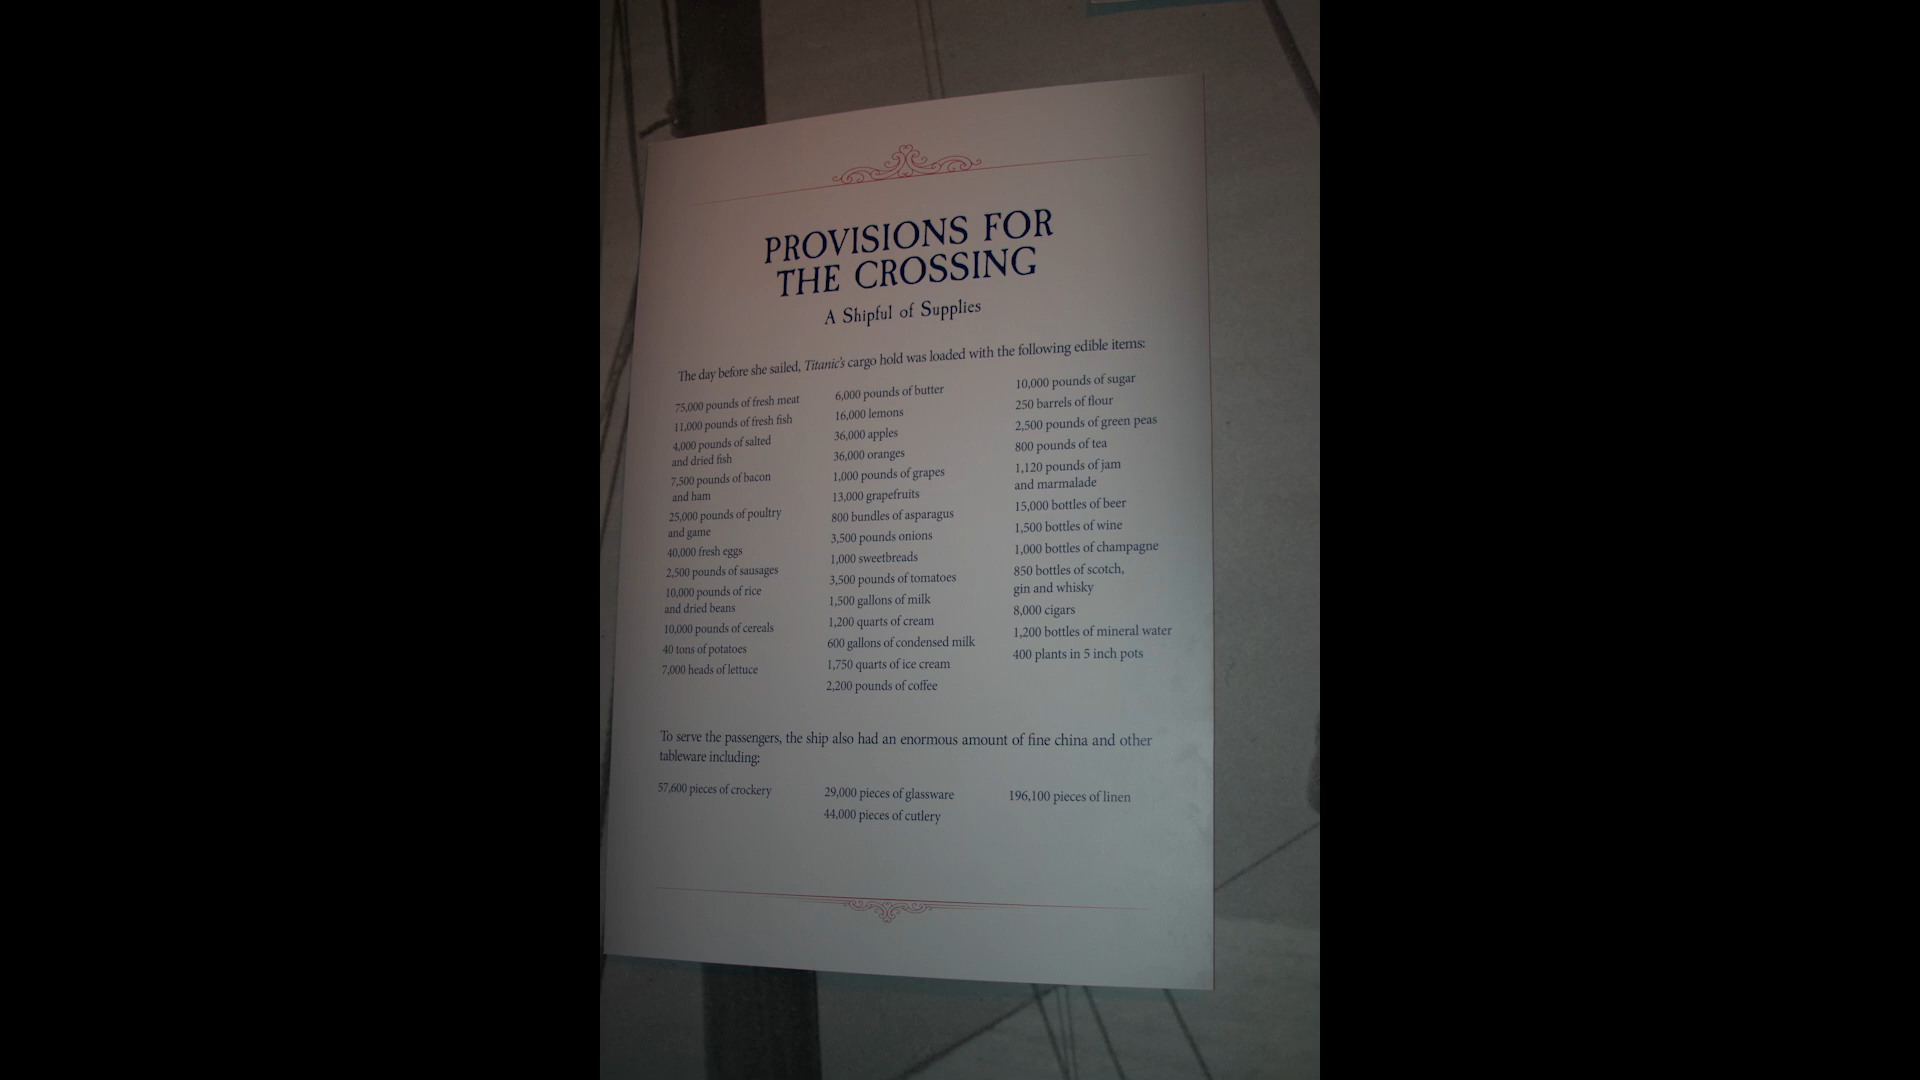 PROVISIONS FOR
THE CROSSING
A Shipful of Supplies
The day before she sailed, Titanic's cargo hold was loaded with the following edible items:
75,000 pounds of fresh meat
11,000 pounds of fresh fish
4,000 pounds of salted
and dried fish
7,500 pounds of bacon
and ham
25,000 pounds of poultry
and game
40,000 fresh eggs
2,500 pounds of sausages
10,000 pounds of rice
and dried beans
10,000 pounds of cereals
40 tons of potatoes
7,000 heads of lettuce
6,000 pounds of butter
16,000 lemons
36,000 apples
36,000 oranges
1,000 pounds of grapes
13,000 grapefruits
800 bundles of asparagus
3,500 pounds onions
1,000 sweetbreads
3,500 pounds of tomatoes
1,500 gallons of milk
1,200 quarts of cream
600 gallons of condensed milk
1,750 quarts of ice cream
2,200 pounds of coffee
10,000 pounds of sugar
250 barrels of flour
2,500 pounds of green peas
800 pounds of tea
1,120 pounds of jam
and marmalade
15,000 bottles of beer
1,500 bottles of wine
1,000 bottles of champagne
850 bottles of scotch,
gin and whisky
8,000 cigars
1,200 bottles of mineral water
400 plants in 5 inch pots
To serve the passengers, the ship also had an enormous amount of fine china and other
tableware including:
57,600 pieces of crockery
29,000 pieces of glassware
44,000 pieces of cutlery
196,100 pieces of linen